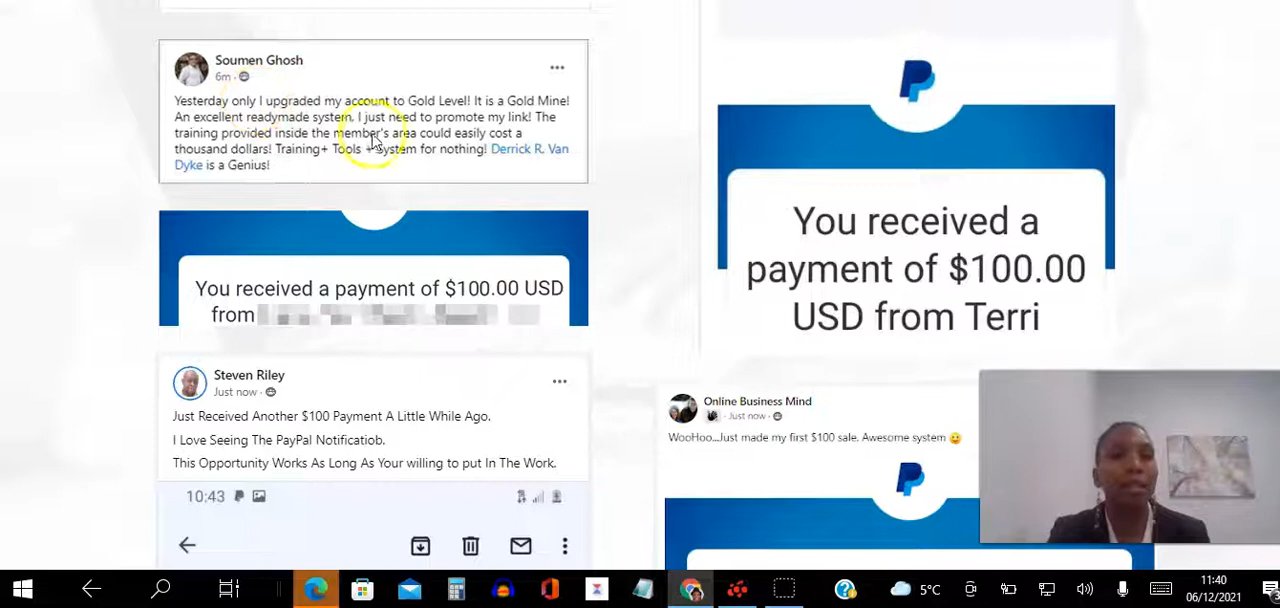 Soumen Ghosh
6m ·
Yesterday only I upgraded my account to Gold Level! It is a Gold Mine!
An excellent readymade system, I just need to promote my link! The
training provided inside the member's area could easily cost a
thousand dollars! Training+ Tools + System for nothing! Derrick R. Van
Dyke is a Genius!
You received a payment of $100.00 USD
from
Steven Riley
Just now ·
Just Received Another $100 Payment A Little While Ago.
I Love Seeing The PayPal Notificatiob.
This Opportunity Works As Long As Your willing to put In The Work.
10:43
You received a
payment of $100.00
USD from Terri
Online Business Mind
· Just now ·
WooHoo...Just made my first $100 sale. Awesome system
5°C
11:40
06/12/2021